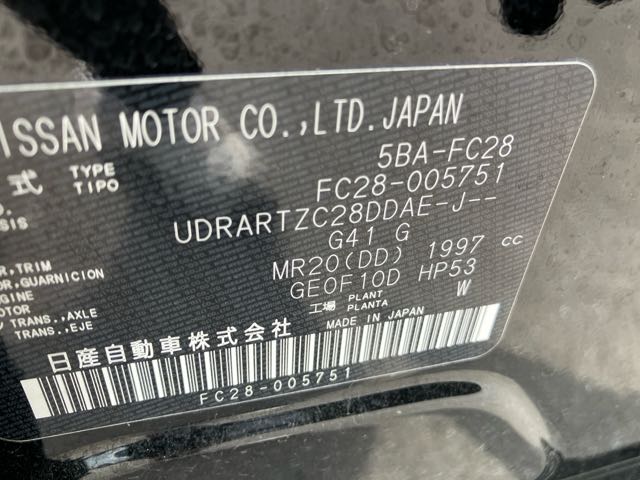 ISSAN MOTOR CO.,LTD.JAPAN
式 TYPE TIPO 5BA-FC28
FC28-005751
UDRARTZC28DDAE-J--
R,TRIM G41 G
R,GUARNICION
MR20(DD) 1997 cc
TRANS.,AXLE GE0F10D HP53
TRANS.,EJE 工場 PLANT PLANTA W
日産自動車株式会社 MADE IN JAPAN
FC28-005751